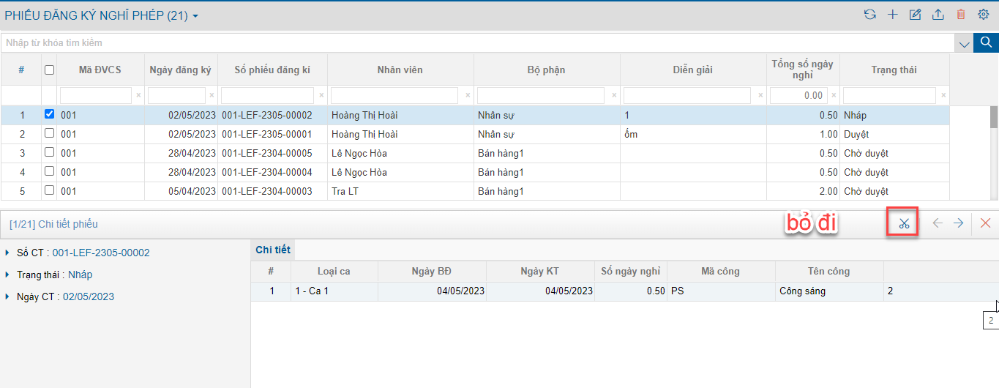 PHIẾU ĐĂNG KÝ NGHỈ PHÉP (21)
Nhập từ khóa tìm kiếm
# Mã ĐVCS Ngày đăng ký Số phiếu đăng kí Nhân viên Bộ phận Diễn giải Tổng số ngày nghỉ Trạng thái
× × × × × × 0.00 × ×
1 001 02/05/2023 001-LEF-2305-00002 Hoàng Thị Hoài Nhân sự 1 0.50 Nháp
2 001 02/05/2023 001-LEF-2305-00001 Hoàng Thị Hoài Nhân sự ốm 1.00 Duyệt
3 001 28/04/2023 001-LEF-2304-00005 Lê Ngọc Hòa Bán hàng1 0.50 Chờ duyệt
4 001 28/04/2023 001-LEF-2304-00004 Lê Ngọc Hòa Bán hàng1 0.50 Chờ duyệt
5 001 05/04/2023 001-LEF-2304-00003 Tra LT Bán hàng1 2.00 Chờ duyệt
[1/21] Chi tiết phiếu bỏ đi
Số CT : 001-LEF-2305-00002
Trạng thái : Nháp
Ngày CT : 02/05/2023
Chi tiết
# Loại ca Ngày BĐ Ngày KT Số ngày nghỉ Mã công Tên công
1 1 - Ca 1 04/05/2023 04/05/2023 0.50 PS Công sáng 2
2